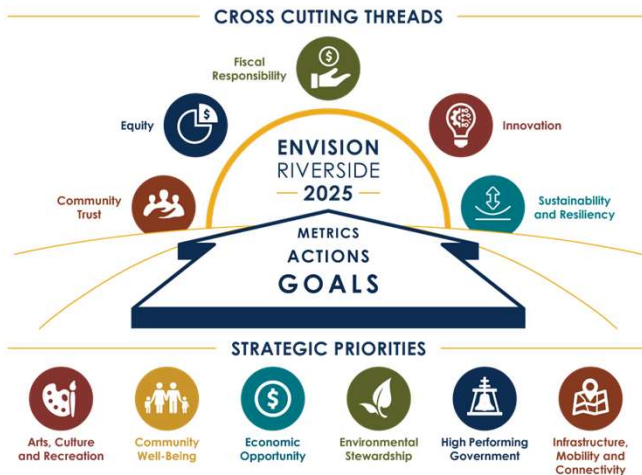 CROSS CUTTING THREADS
Fiscal
Responsibility
$
Equity
$
Innovation
Community
Trust
Sustainability
and Resiliency
ENVISION
RIVERSIDE
2025
METRICS
ACTIONS
GOALS
STRATEGIC PRIORITIES
$
Arts, Culture
and Recreation
Community
Well-Being
Economic
Opportunity
Environmental
Stewardship
High Performing
Government
Infrastructure,
Mobility and
Connectivity